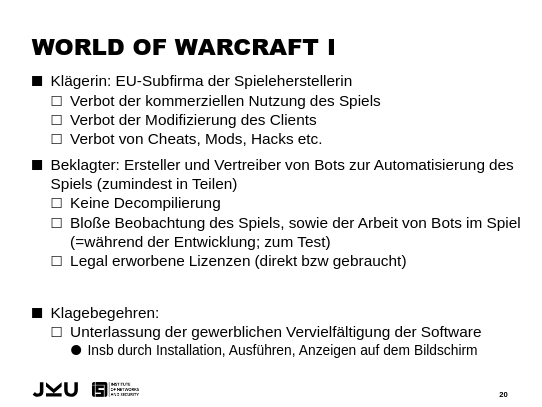 WORLD OF WARCRAFT I
Klägerin: EU-Subfirma der Spieleherstellerin
Verbot der kommerziellen Nutzung des Spiels
Verbot der Modifizierung des Clients
Verbot von Cheats, Mods, Hacks etc.
Beklagter: Ersteller und Vertreiber von Bots zur Automatisierung des
Spiels (zumindest in Teilen)
Keine Decompilierung
Bloße Beobachtung des Spiels, sowie der Arbeit von Bots im Spiel
(=während der Entwicklung; zum Test)
Legal erworbene Lizenzen (direkt bzw gebraucht)
Klagebegehren:
Unterlassung der gewerblichen Vervielfältigung der Software
Insb durch Installation, Ausführen, Anzeigen auf dem Bildschirm
JKU
INSTITUTE
OF NETWORKS
AND SECURITY
20